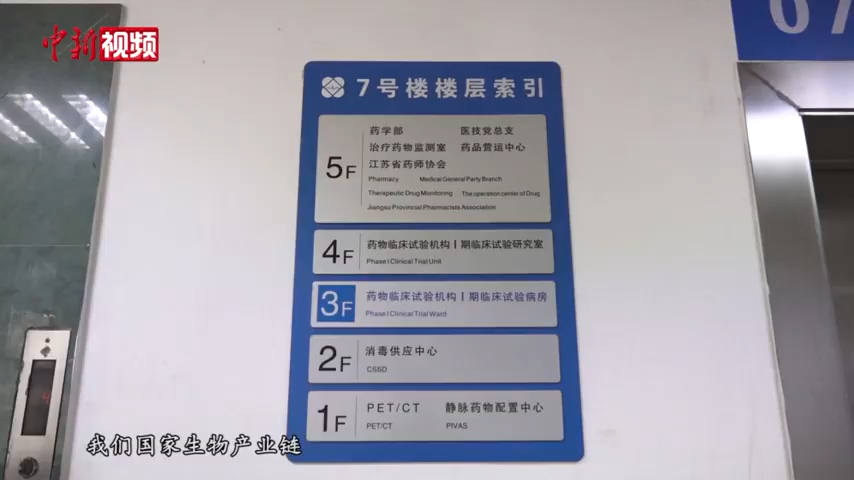 中新视频
67
7号楼楼层索引
5F
药学部 医技党总支
治疗药物监测室 药品营运中心
江苏省药师协会
Pharmacy Medical General Party Branch
Therapeutic Drug Monitoring The operation center of Drug
Jiangsu Provincial Pharmacists Association
4F
药物临床试验机构I期临床试验研究室
Phase I Clinical Trial Unit
3F
药物临床试验机构I期临床试验病房
Phase I Clinical Trial Ward
2F
消毒供应中心
CSSD
1F
PET/CT 静脉药物配置中心
PET/CT PIVAS
我们国家生物产业链